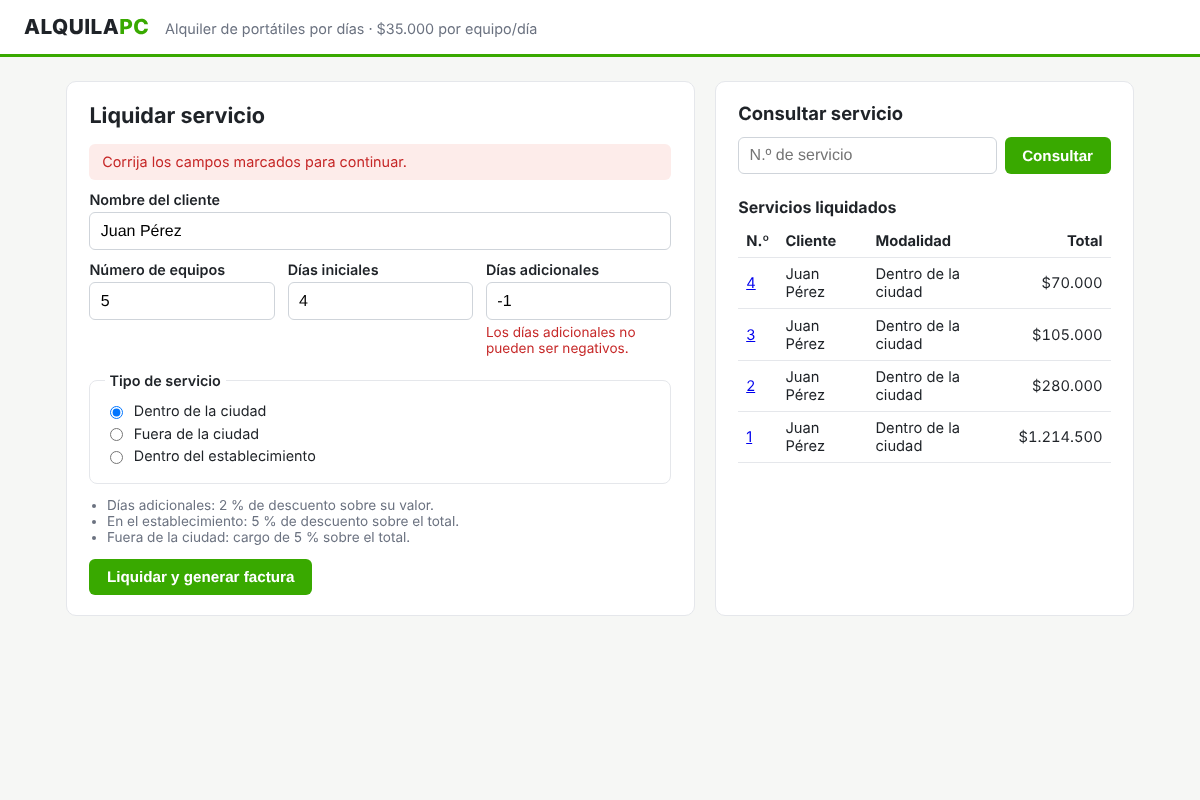 ALQUILAPC Alquiler de portátiles por días · $35.000 por equipo/día
Liquidar servicio
Corrija los campos marcados para continuar.
Nombre del cliente
Juan Pérez
Número de equipos Días iniciales Días adicionales
5 4 -1
Los días adicionales no
pueden ser negativos.
Tipo de servicio
Dentro de la ciudad
Fuera de la ciudad
Dentro del establecimiento
• Días adicionales: 2 % de descuento sobre su valor.
• En el establecimiento: 5 % de descuento sobre el total.
• Fuera de la ciudad: cargo de 5 % sobre el total.
Liquidar y generar factura
Consultar servicio
N.º de servicio Consultar
Servicios liquidados
N.º Cliente Modalidad Total
4 Juan Pérez Dentro de la ciudad $70.000
3 Juan Pérez Dentro de la ciudad $105.000
2 Juan Pérez Dentro de la ciudad $280.000
1 Juan Pérez Dentro de la ciudad $1.214.500